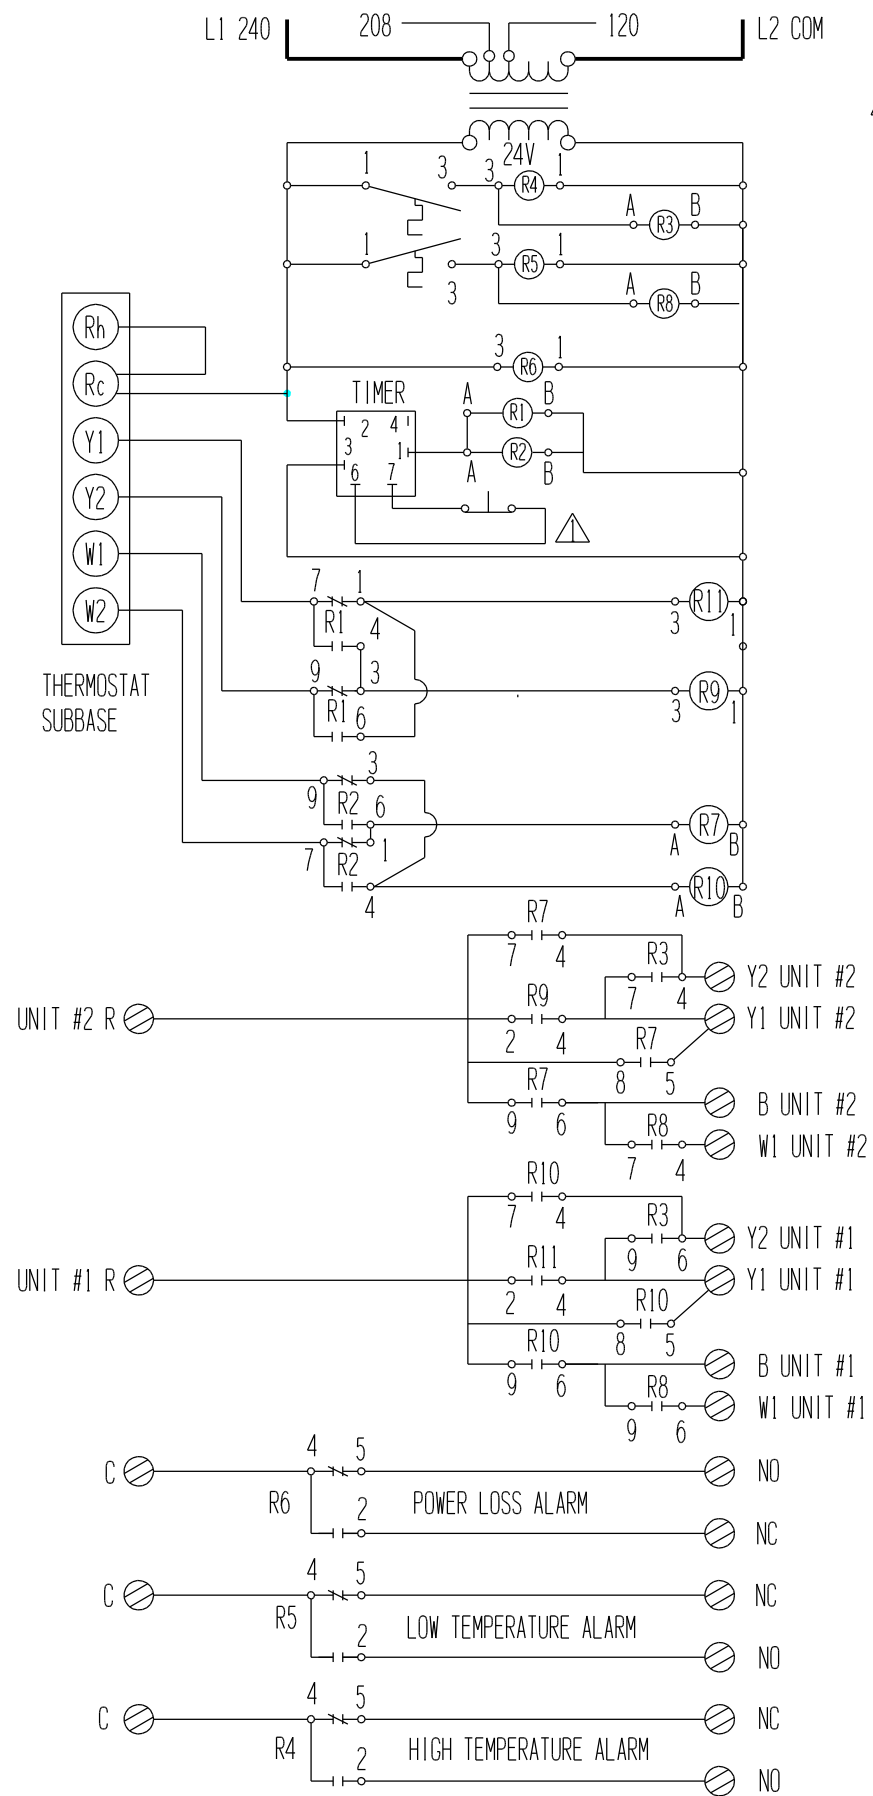 L1 240 208 120 L2 COM
24V
1 3 3 R4 1
A R3 B
1 3 R5 1
3 A R8 B
Rh
3 R6 1
Rc
TIMER
A R1 B
2 4
Y1
3 1 R2
A B
6 7
Y2
1
W1
7 1
R11
R1 4 3 1
W2
9 3
THERMOSTAT
SUBBASE
R9
R1 6 3 1
3
9 R2 6
R7
A B
7 R2 1
R10
4 A B
R7
7 4
R3
Y2 UNIT #2
7 4
R9
UNIT #2 R
Y1 UNIT #2
2 4
R7
8 5
R7
B UNIT #2
9 6
R8
W1 UNIT #2
7 4
R10
7 4
R3
Y2 UNIT #1
9 6
R11
UNIT #1 R
Y1 UNIT #1
2 4
R10
8 5
R10
B UNIT #1
9 6
R8
W1 UNIT #1
9 6
4 5
C NO
R6 2 POWER LOSS ALARM
NC
4 5
C NC
R5 2 LOW TEMPERATURE ALARM
NO
4 5
C NC
R4 2 HIGH TEMPERATURE ALARM
NO